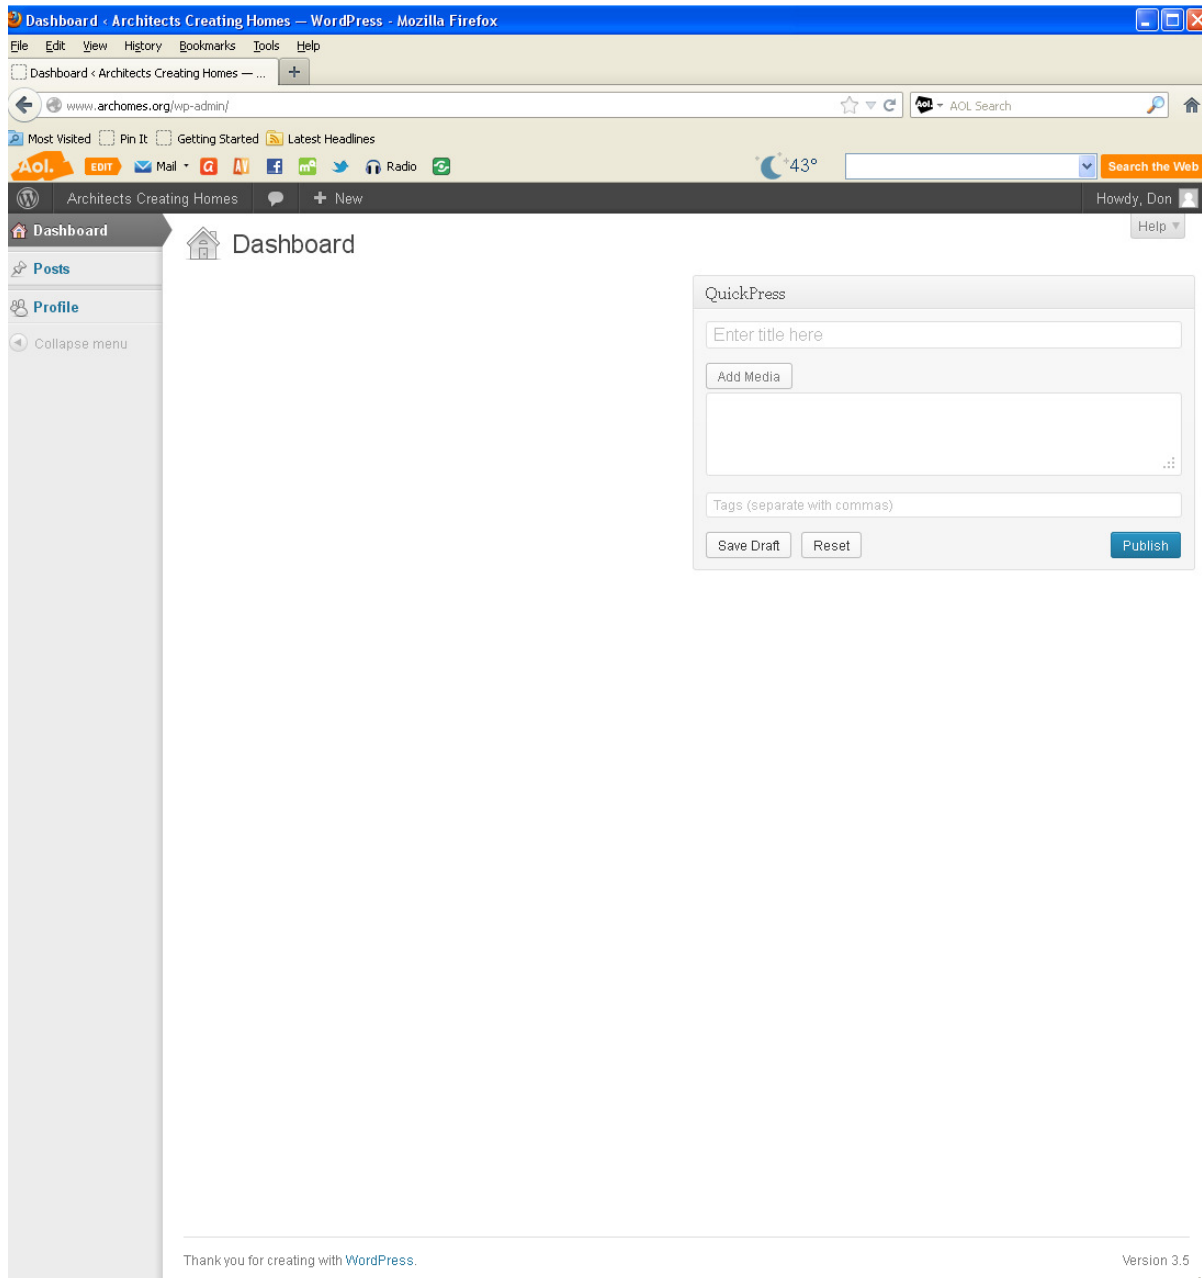 Dashboard ‹ Architects Creating Homes — WordPress - Mozilla Firefox
File Edit View History Bookmarks Tools Help
Dashboard ‹ Architects Creating Homes — ... +
www.archomes.org/wp-admin/ Aol. AOL Search
Most Visited Pin It Getting Started Latest Headlines
Aol. EDIT Mail Radio 43° Search the Web
Architects Creating Homes + New Howdy, Don
Dashboard
Posts
Profile
Collapse menu
Help
Dashboard
QuickPress
Enter title here
Add Media
Tags (separate with commas)
Save Draft Reset Publish
Thank you for creating with WordPress. Version 3.5